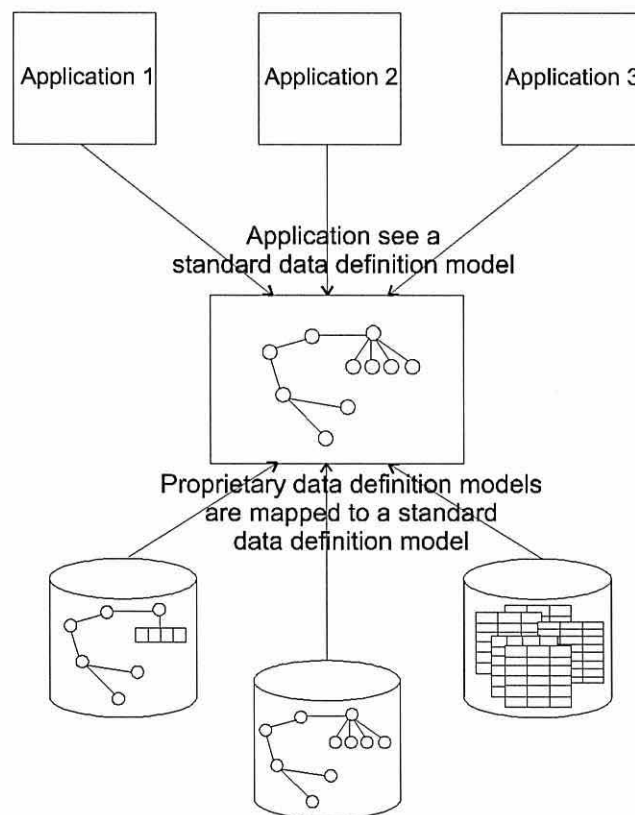 Application 1
Application 2
Application 3
Application see a
standard data definition model
Proprietary data definition models
are mapped to a standard
data definition model